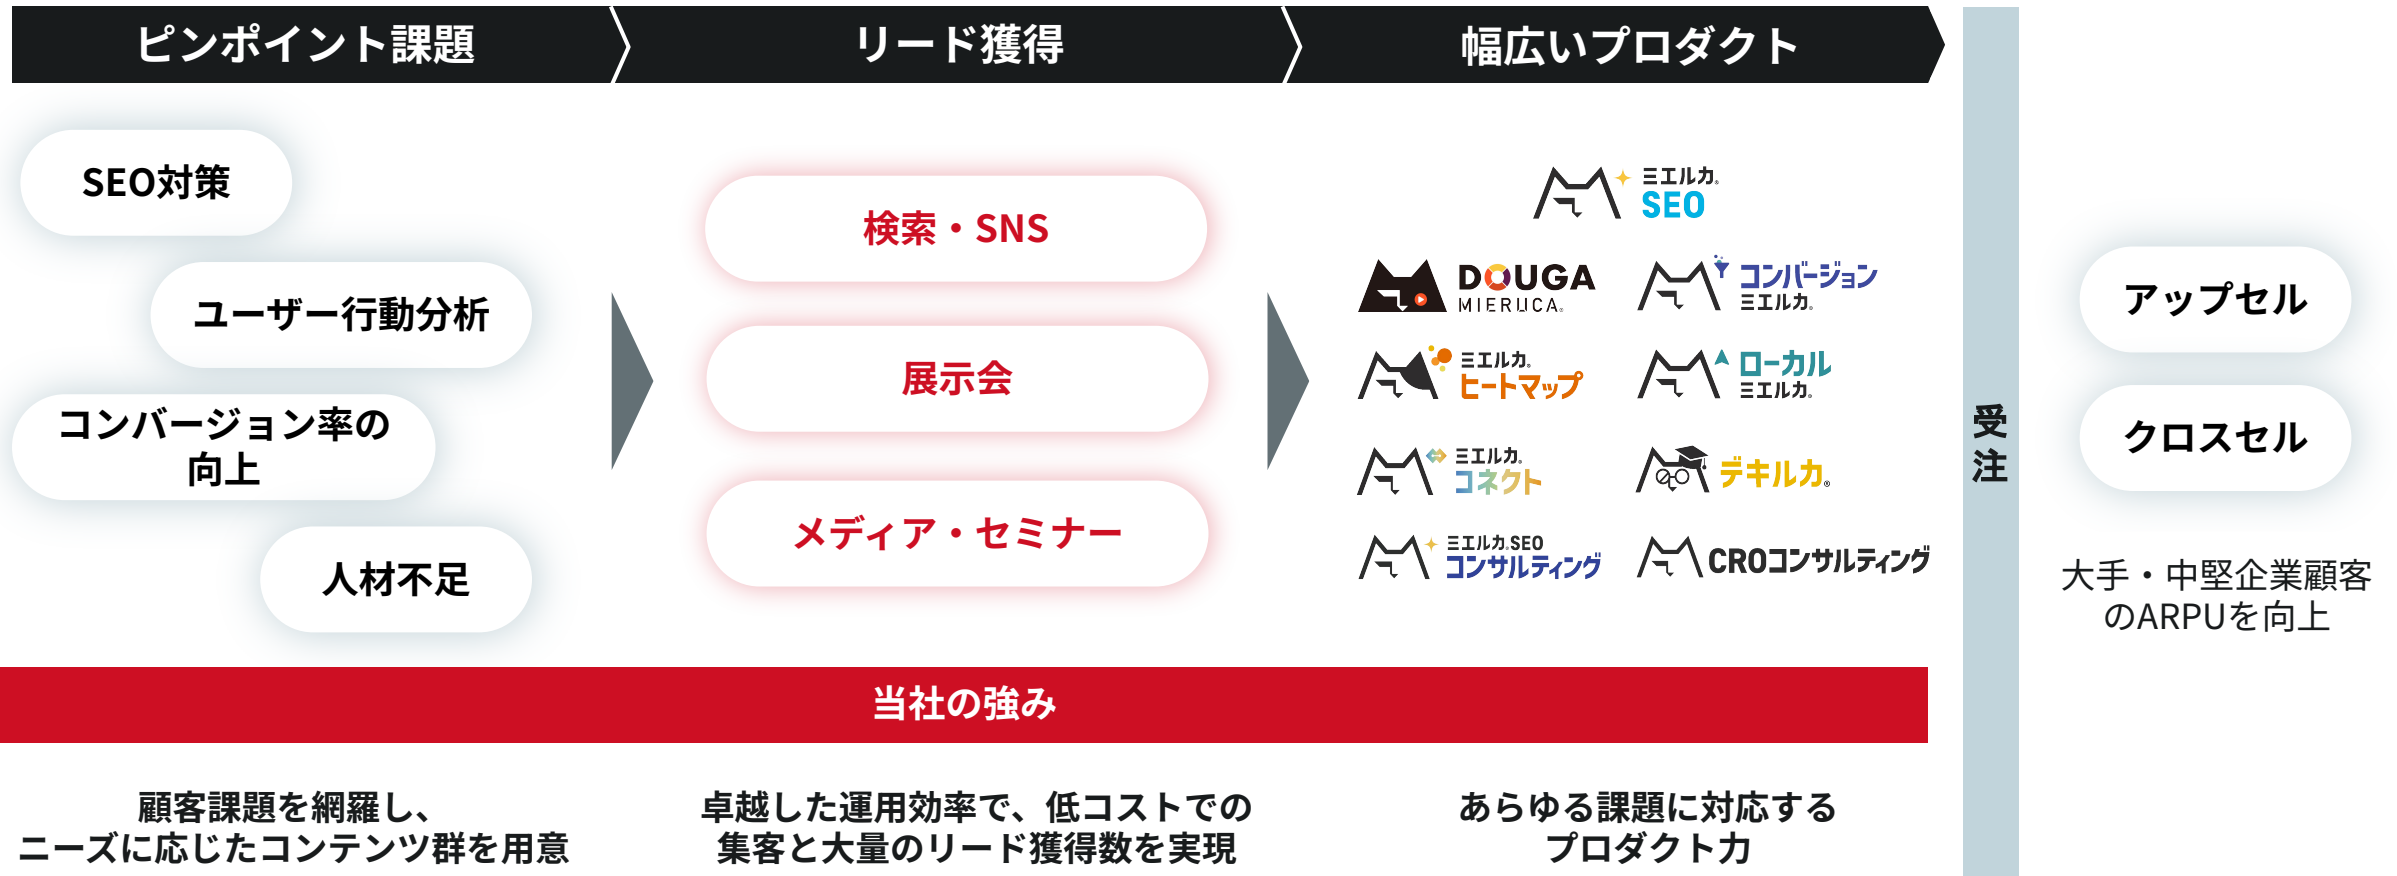 ピンポイント課題
リード獲得
幅広いプロダクト
SEO対策
ユーザー行動分析
コンバージョン率の
向上
人材不足
検索・SNS
展示会
メディア・セミナー
ミエルカ®
SEO
DOUGA
MIERUCA®
コンバージョン
ミエルカ®
ミエルカ®
ヒートマップ
ローカル
ミエルカ®
ミエルカ®
コネクト
デキルカ®
ミエルカ®SEO
コンサルティング
CROコンサルティング
受
注
アップセル
クロスセル
大手・中堅企業顧客
のARPUを向上
当社の強み
顧客課題を網羅し、
ニーズに応じたコンテンツ群を用意
卓越した運用効率で、低コストでの
集客と大量のリード獲得数を実現
あらゆる課題に対応する
プロダクト力